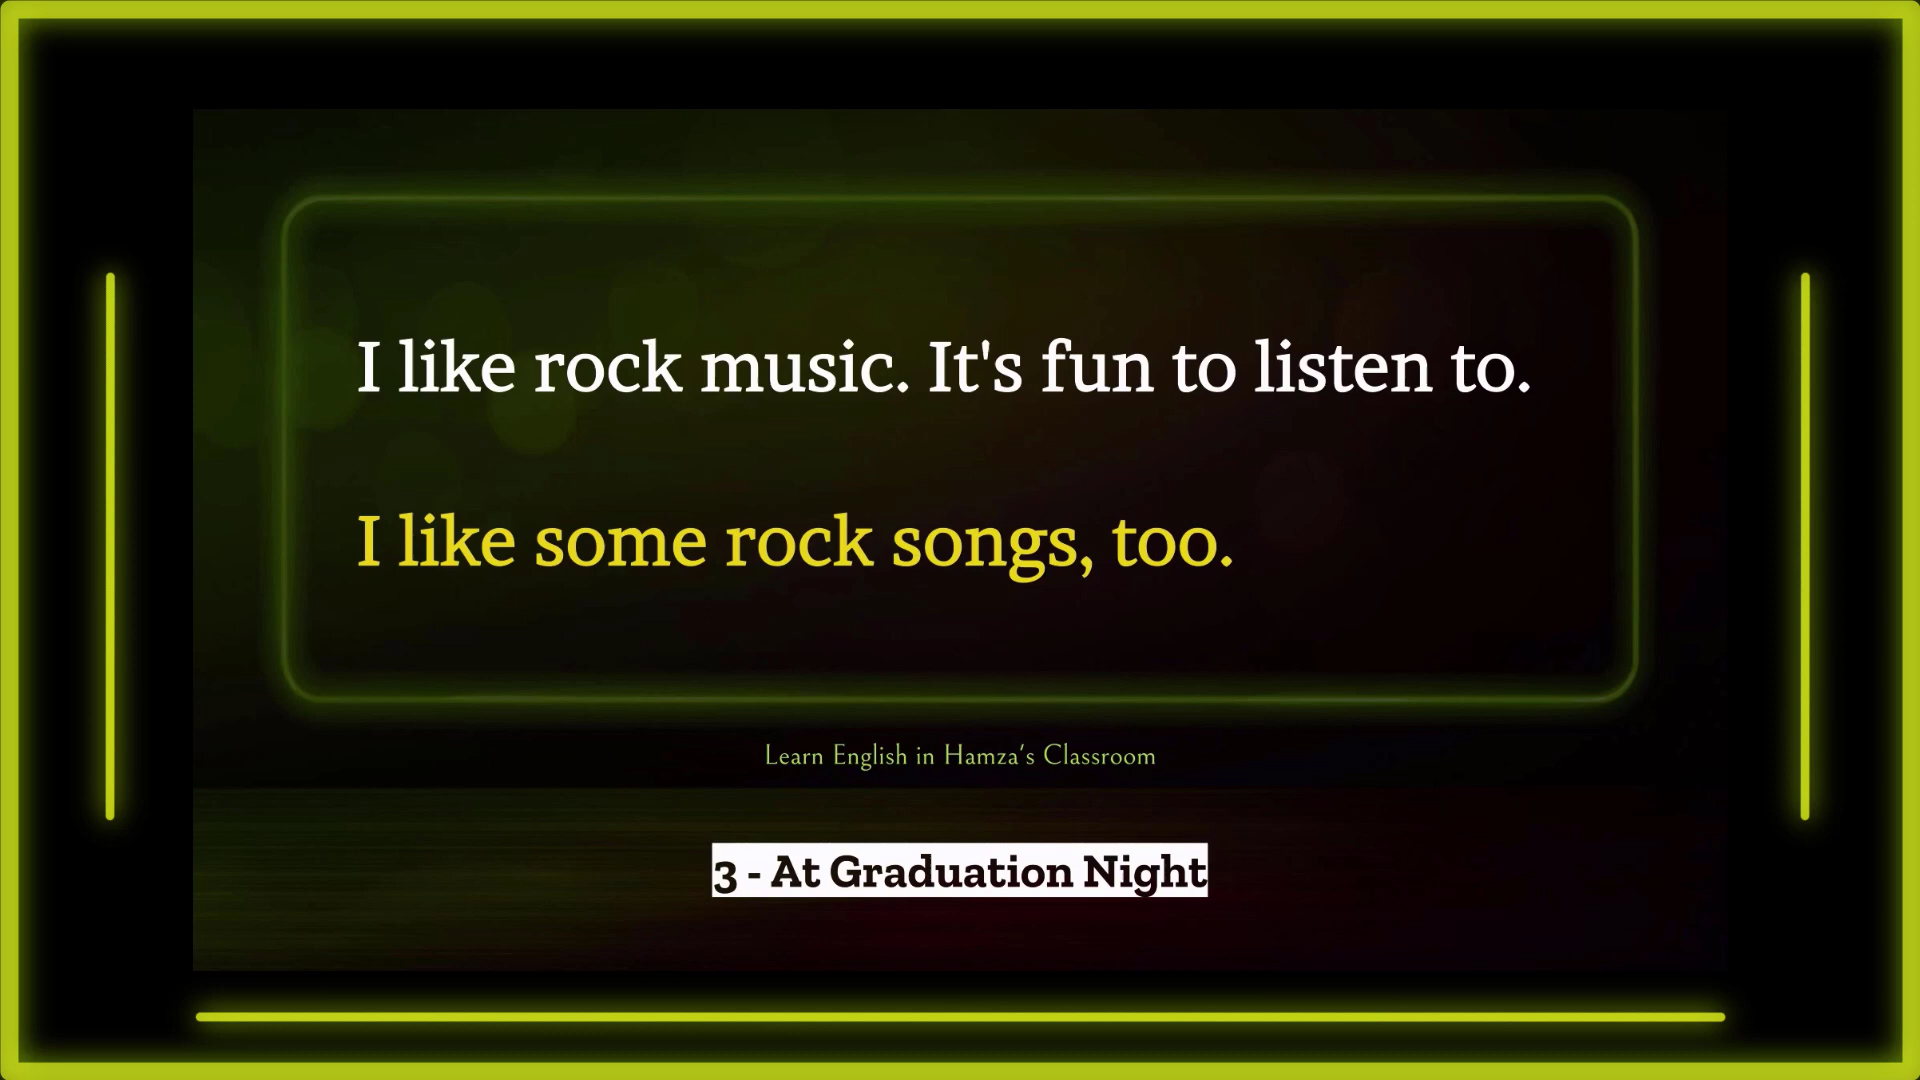 I like rock music. It's fun to listen to.
I like some rock songs, too.
Learn English in Hamza's Classroom
3 - At Graduation Night